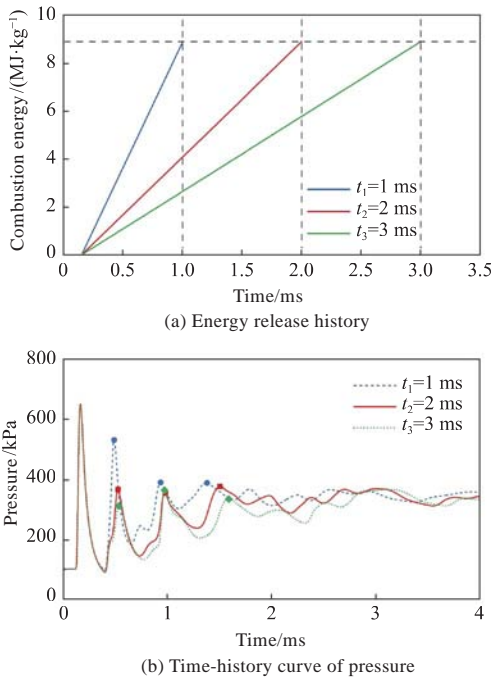 10
8
6
4
2
0
Combustion energy/(MJ·kg⁻¹)
t₁=1 ms
t₂=2 ms
t₃=3 ms
0 0.5 1.0 1.5 2.0 2.5 3.0 3.5
Time/ms
(a) Energy release history
800
600
400
200
0
Pressure/kPa
t₁=1 ms
t₂=2 ms
t₃=3 ms
0 1 2 3 4
Time/ms
(b) Time-history curve of pressure